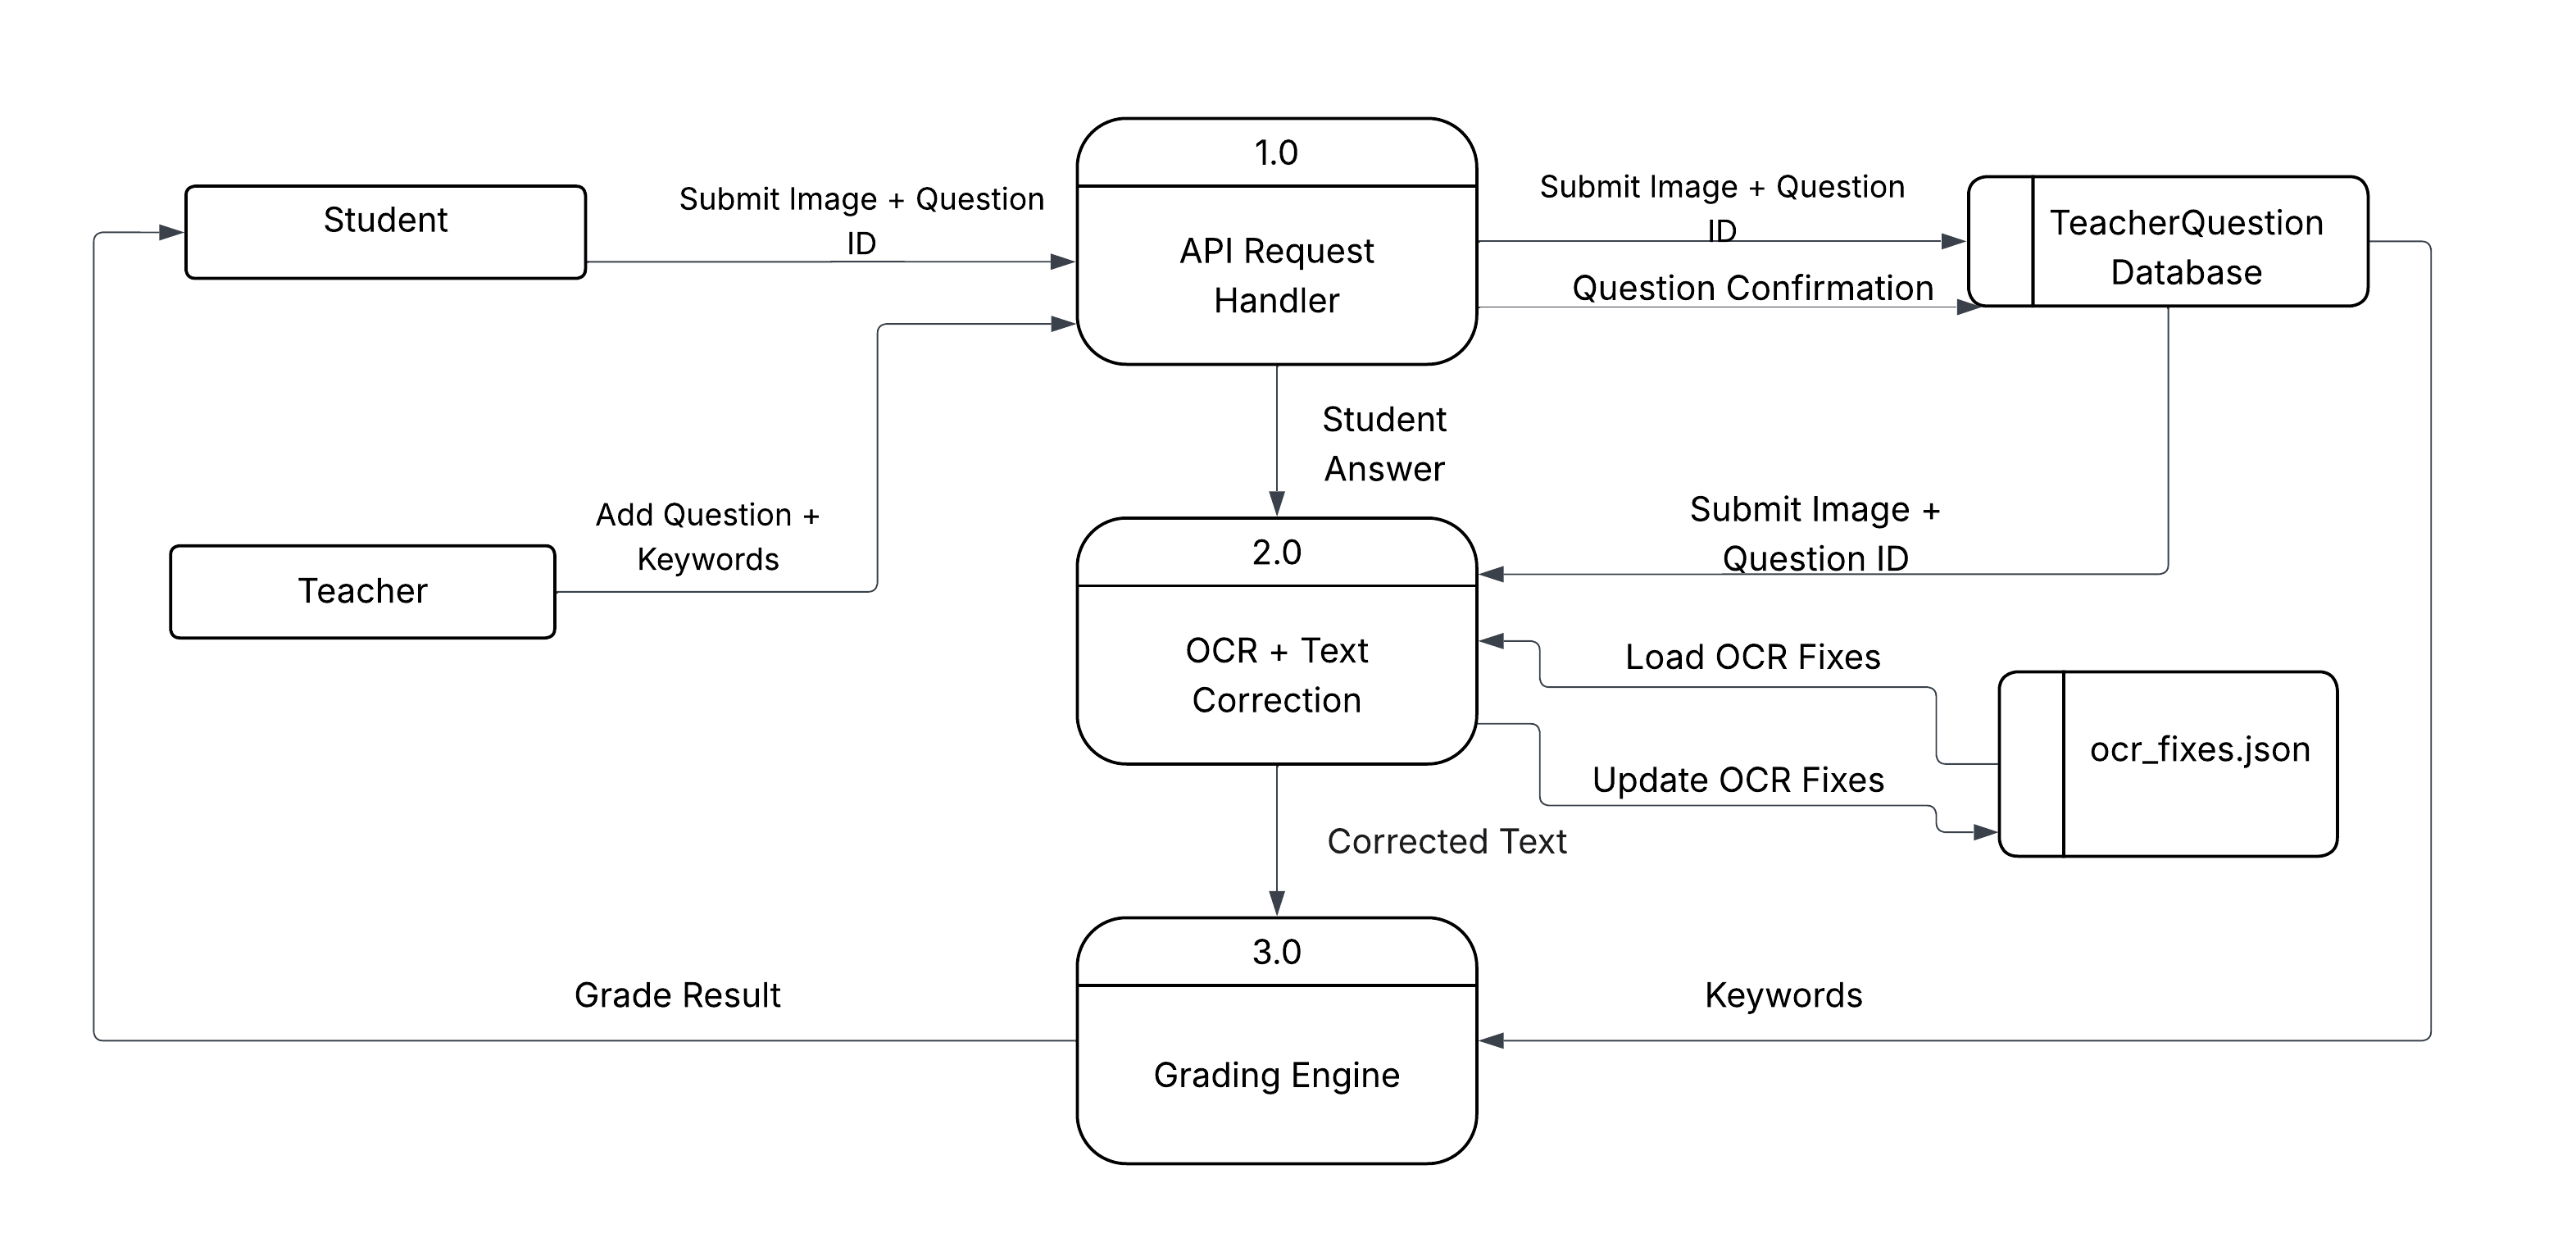 1.0
API Request
Handler
Student
Submit Image + Question
ID
Submit Image + Question
ID
TeacherQuestion
Database
Question Confirmation
Student
Answer
Teacher
Add Question +
Keywords
Submit Image +
Question ID
2.0
OCR + Text
Correction
Load OCR Fixes
ocr_fixes.json
Update OCR Fixes
Corrected Text
3.0
Grading Engine
Grade Result
Keywords